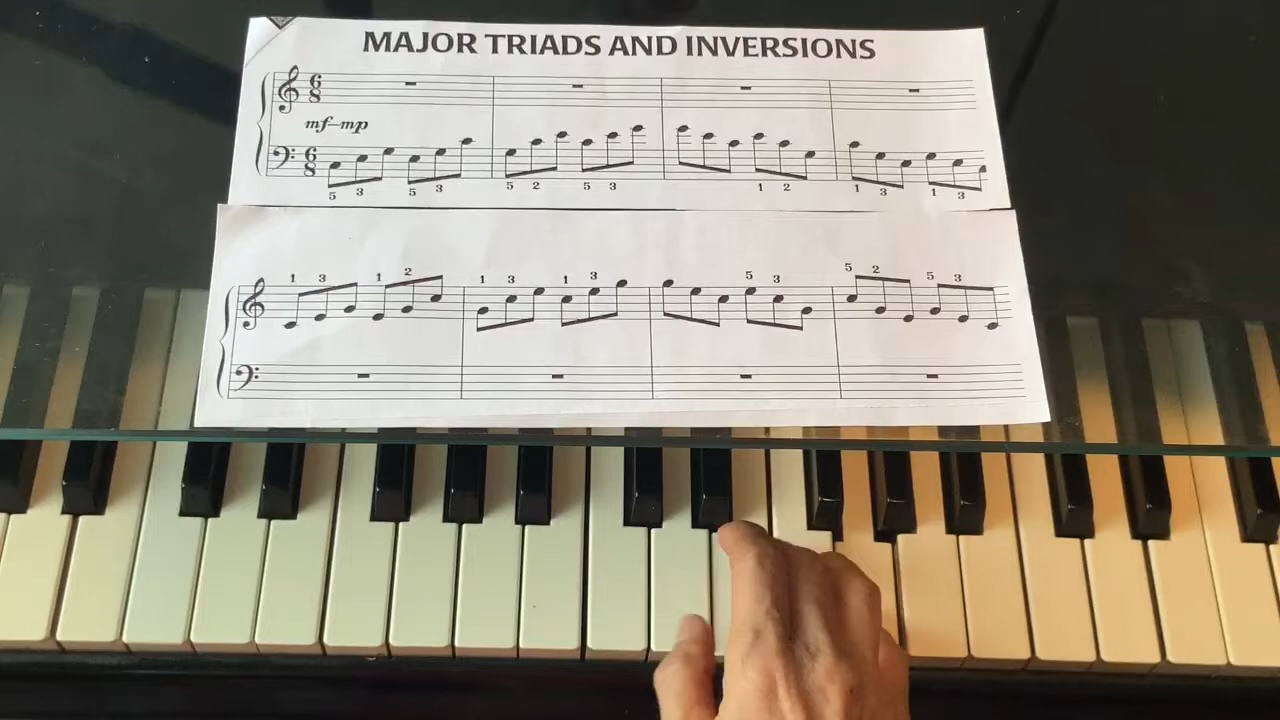 MAJOR TRIADS AND INVERSIONS
6 8
mf–mp
6 8
5 3 5 3 5 2 5 3 1 2 1 3 1 3
1 3 1 2 1 3 1 3 5 3 5 2 5 3